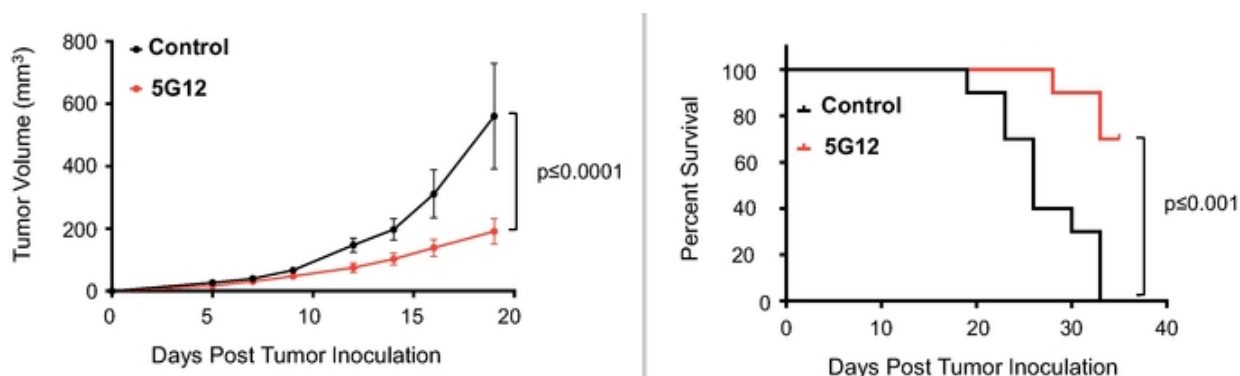 Tumor Volume (mm³)
800
600
400
200
0
Control
5G12
p≤0.0001
0 5 10 15 20
Days Post Tumor Inoculation
Percent Survival
100
80
60
40
20
0
Control
5G12
p≤0.001
0 10 20 30 40
Days Post Tumor Inoculation